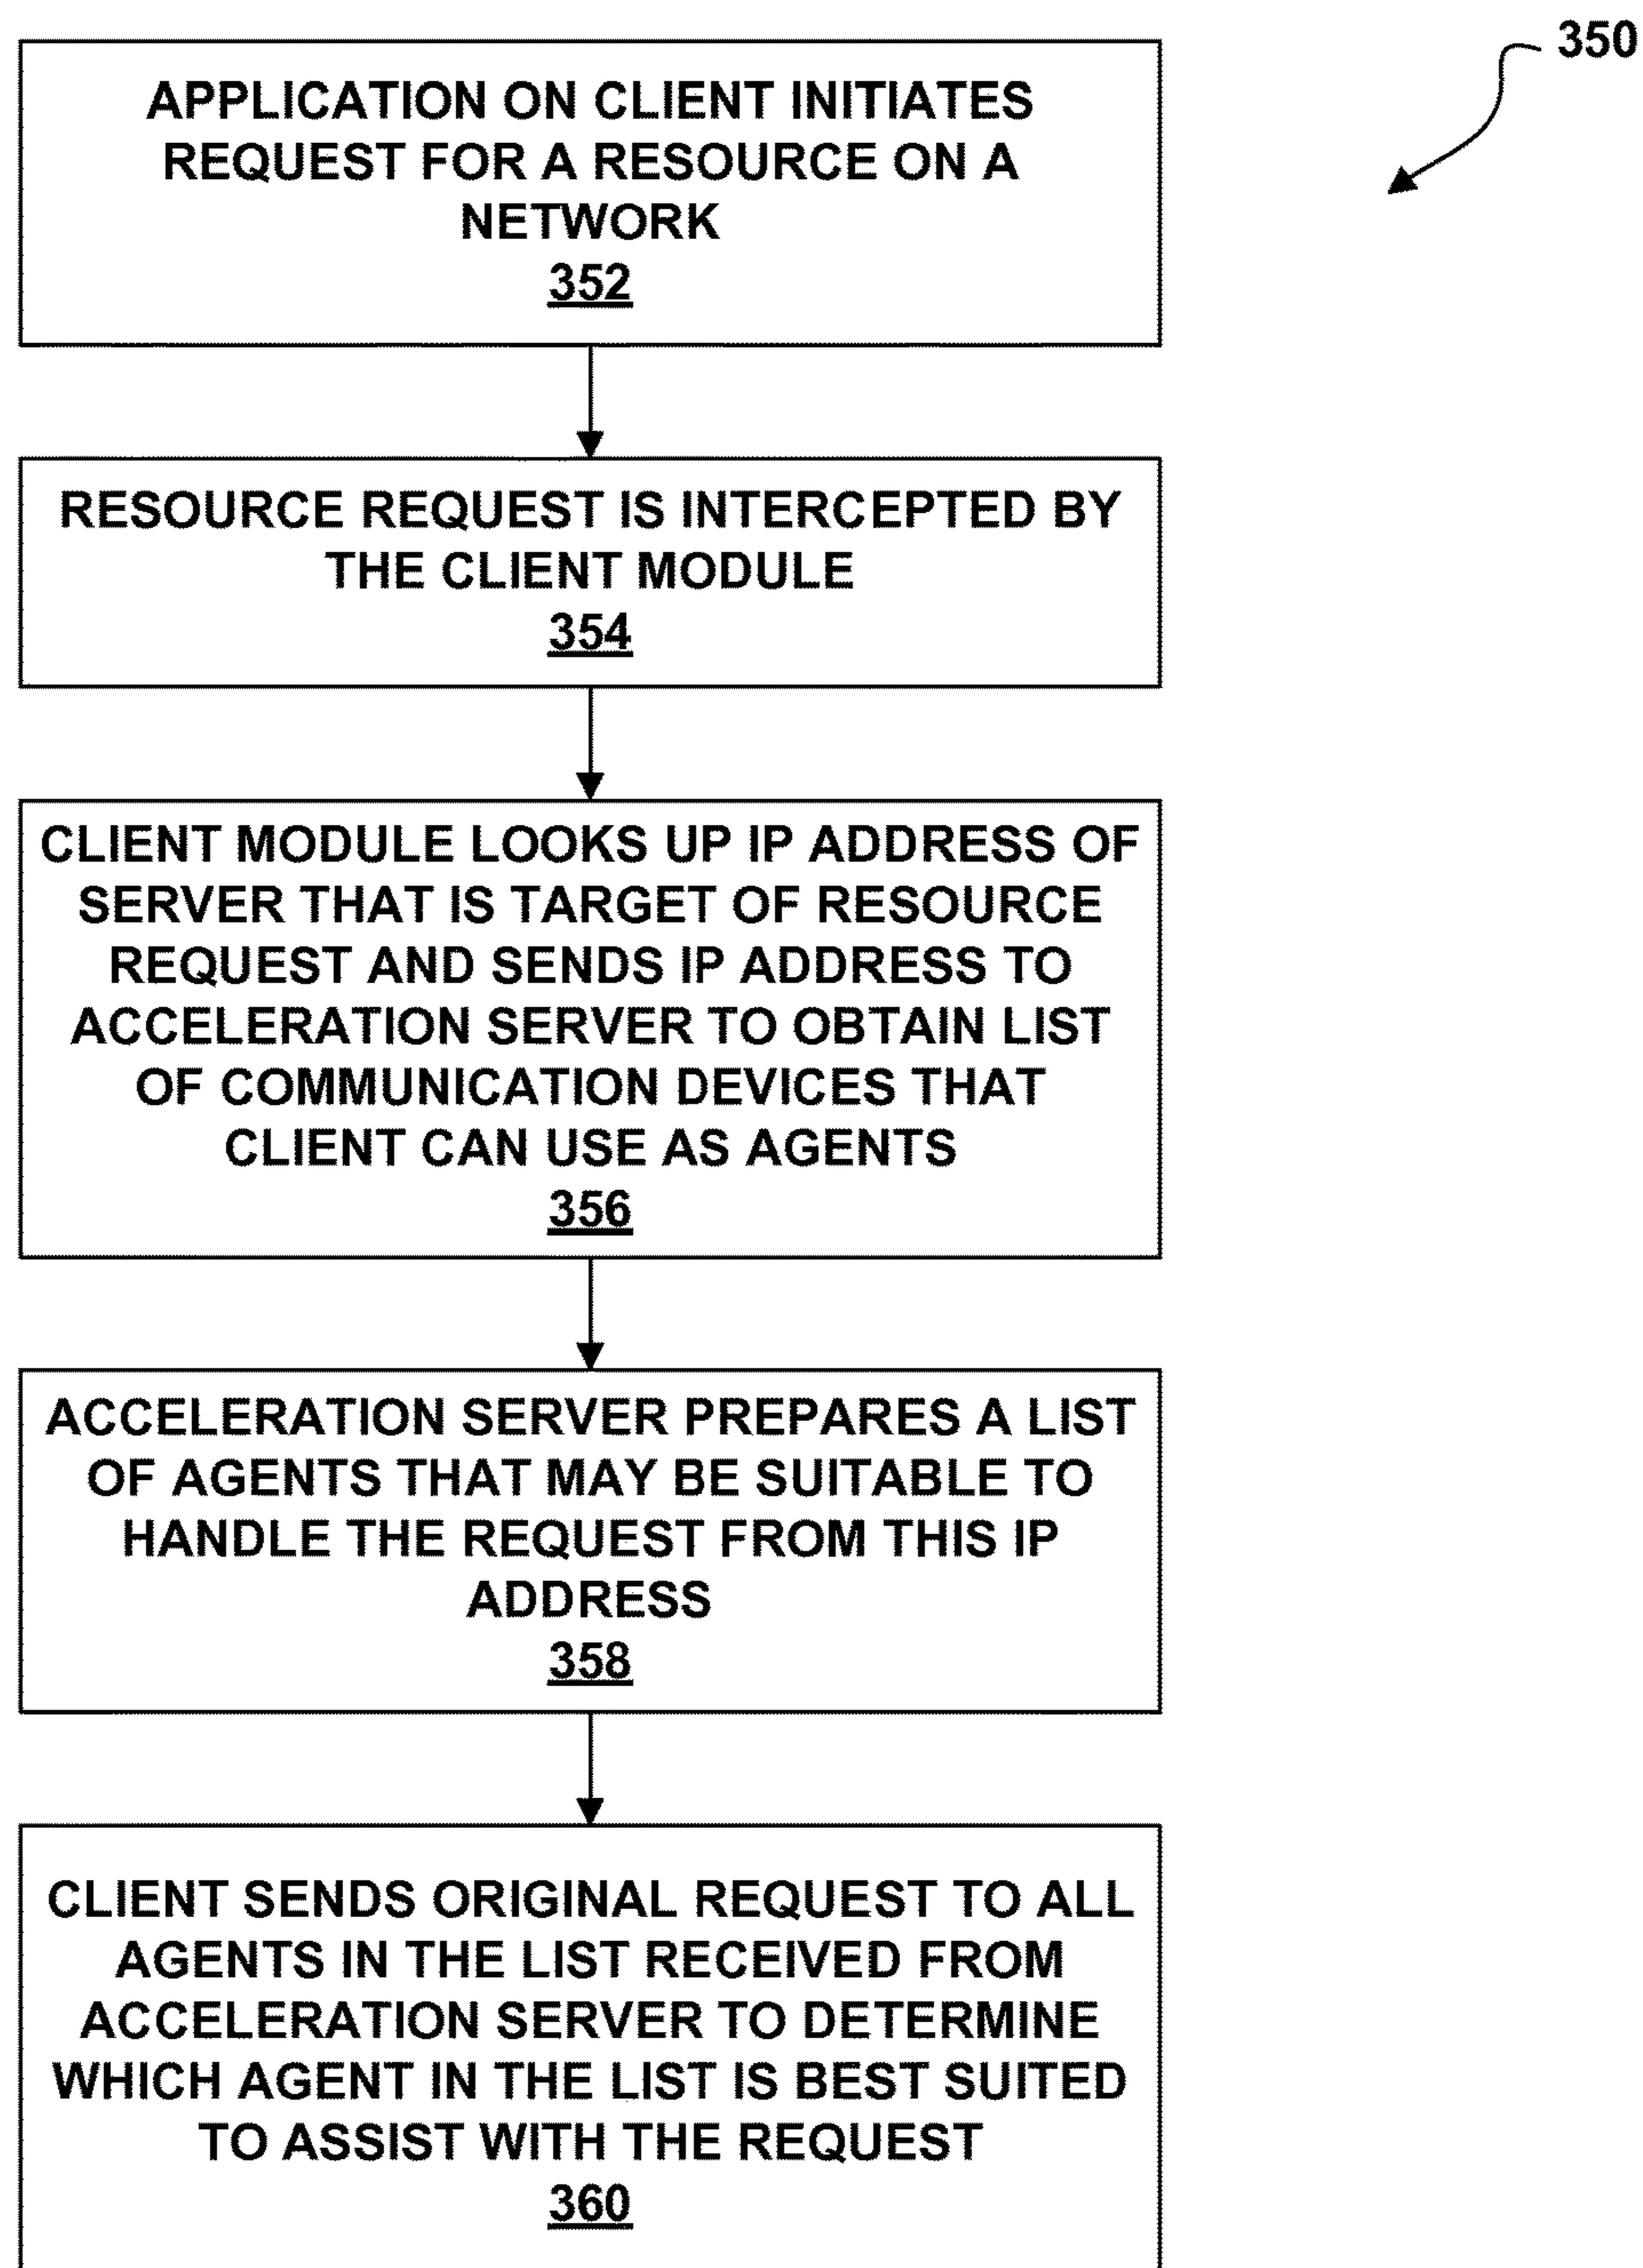 350
APPLICATION ON CLIENT INITIATES
REQUEST FOR A RESOURCE ON A
NETWORK
352
RESOURCE REQUEST IS INTERCEPTED BY
THE CLIENT MODULE
354
CLIENT MODULE LOOKS UP IP ADDRESS OF
SERVER THAT IS TARGET OF RESOURCE
REQUEST AND SENDS IP ADDRESS TO
ACCELERATION SERVER TO OBTAIN LIST
OF COMMUNICATION DEVICES THAT
CLIENT CAN USE AS AGENTS
356
ACCELERATION SERVER PREPARES A LIST
OF AGENTS THAT MAY BE SUITABLE TO
HANDLE THE REQUEST FROM THIS IP
ADDRESS
358
CLIENT SENDS ORIGINAL REQUEST TO ALL
AGENTS IN THE LIST RECEIVED FROM
ACCELERATION SERVER TO DETERMINE
WHICH AGENT IN THE LIST IS BEST SUITED
TO ASSIST WITH THE REQUEST
360